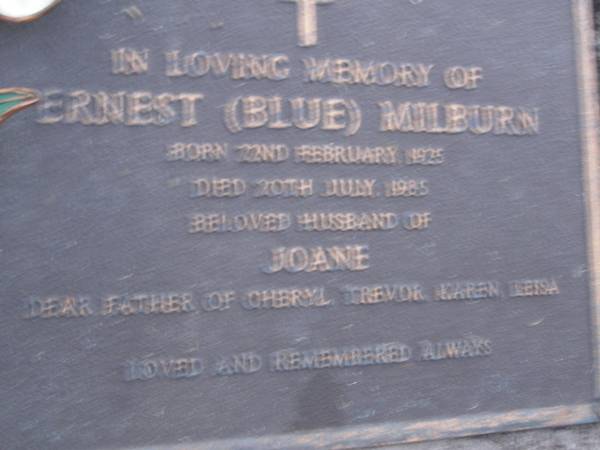 IN LOVING MEMORY OF
ERNEST (BLUE) MILBURN
BORN 22ND FEBRUARY, 1925
DIED 20TH JULY, 1985
BELOVED HUSBAND OF
JOANE
DEAR FATHER OF CHERYL, TREVOR, KAREN, LEISA
LOVED AND REMEMBERED ALWAYS